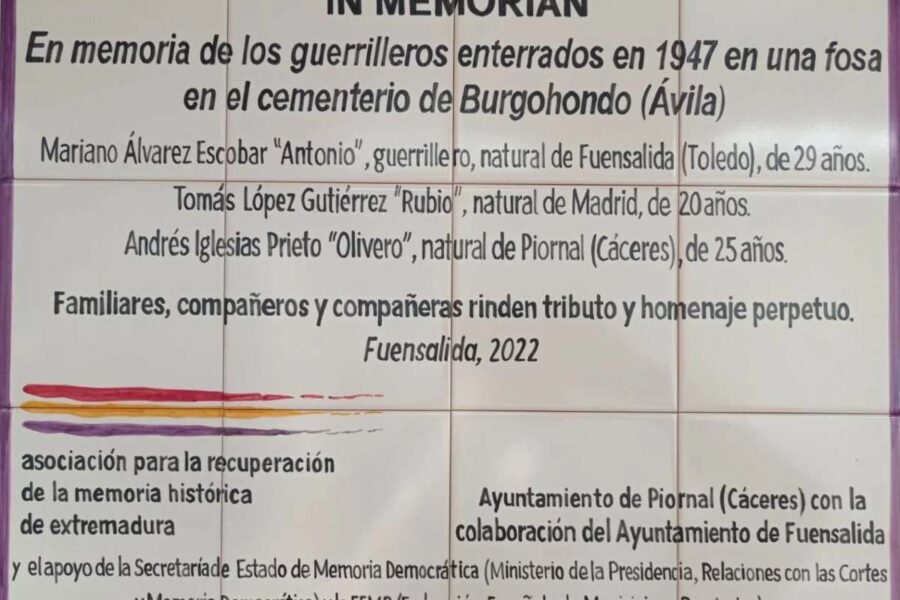 IN MEMORIAN
En memoria de los guerrilleros enterrados en 1947 en una fosa
en el cementerio de Burgohondo (Ávila)
Mariano Álvarez Escobar "Antonio", guerrillero, natural de Fuensalida (Toledo), de 29 años.
Tomás López Gutiérrez "Rubio", natural de Madrid, de 20 años.
Andrés Iglesias Prieto "Olivero", natural de Piornal (Cáceres), de 25 años.
Familiares, compañeros y compañeras rinden tributo y homenaje perpetuo.
Fuensalida, 2022
asociación para la recuperación
de la memoria histórica
de extremadura
Ayuntamiento de Piornal (Cáceres) con la
colaboración del Ayuntamiento de Fuensalida
y el apoyo de la Secretaría de Estado de Memoria Democrática (Ministerio de la Presidencia, Relaciones con las Cortes